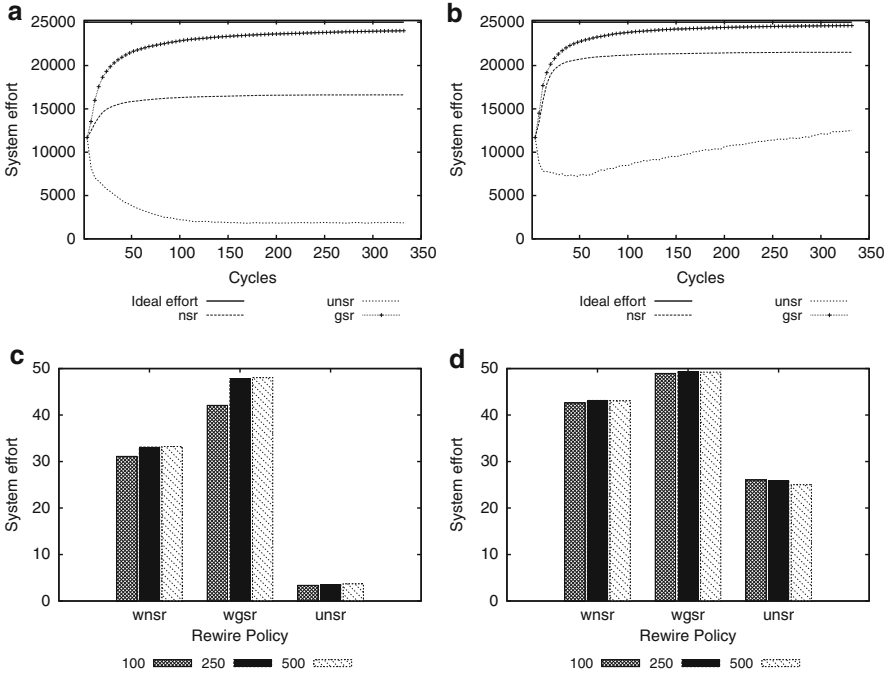 a
25000
20000
15000
10000
5000
0
System effort
50 100 150 200 250 300 350
Cycles
Ideal effort unsr
nsr gsr
b
25000
20000
15000
10000
5000
0
System effort
50 100 150 200 250 300 350
Cycles
Ideal effort unsr
nsr gsr
c
50
40
30
20
10
0
System effort
wnsr wgsr unsr
Rewire Policy
100 250 500
d
50
40
30
20
10
0
System effort
wnsr wgsr unsr
Rewire Policy
100 250 500